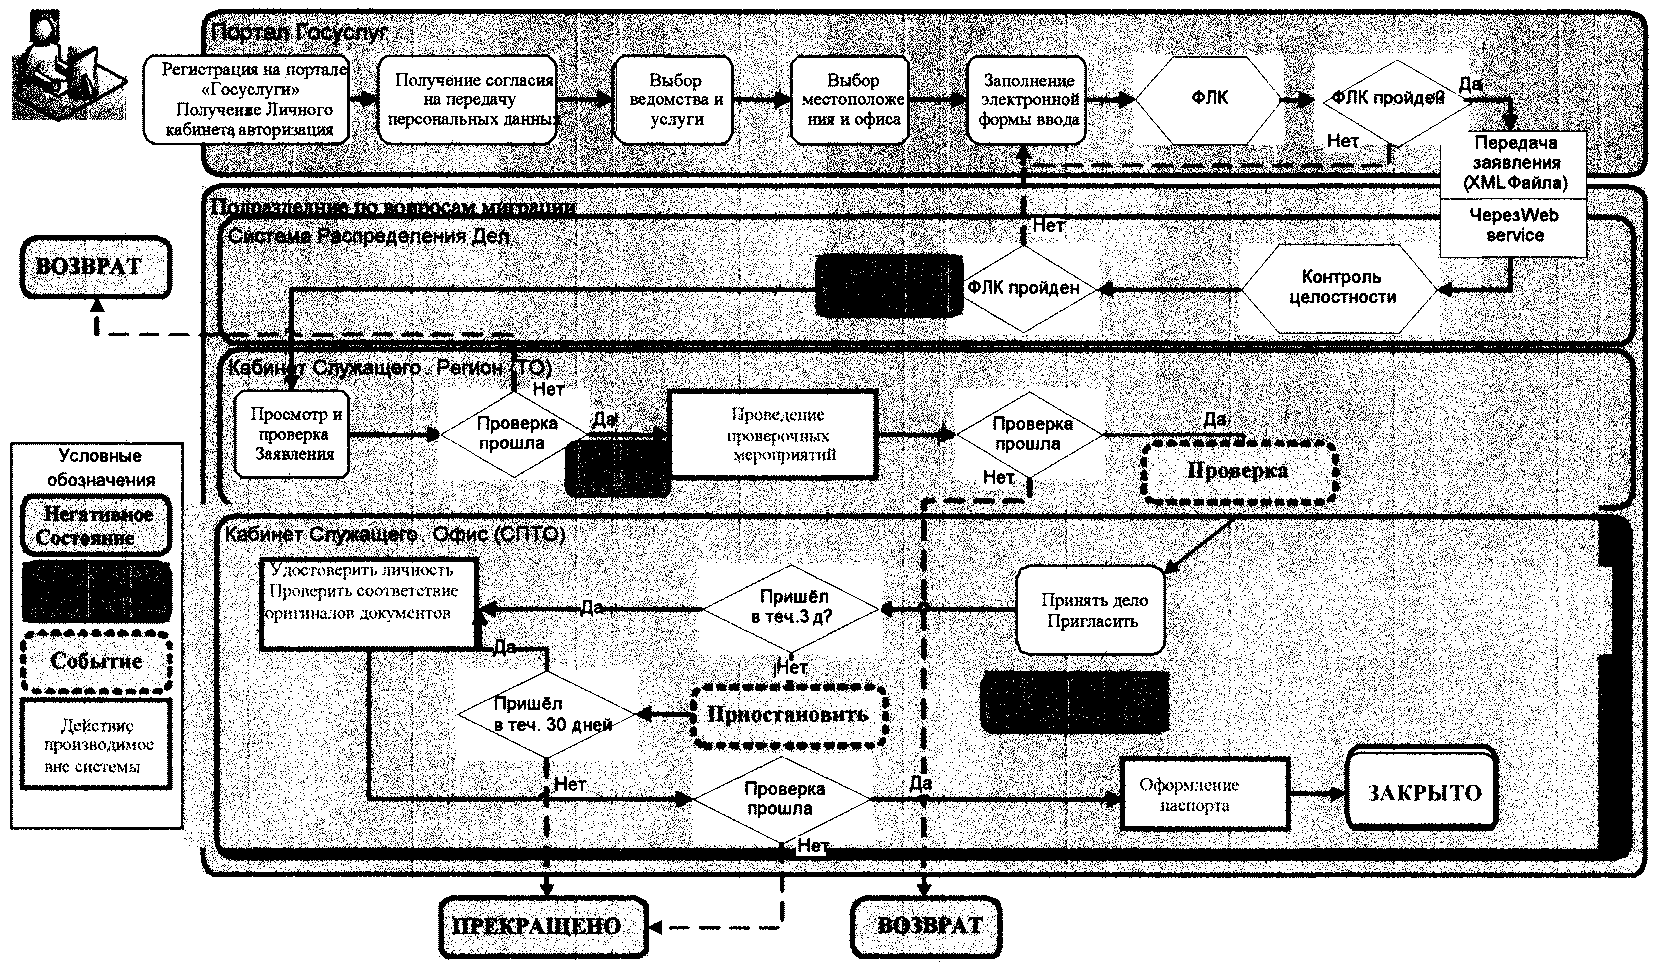 Портал Госуслуг
Регистрация на портале
«Госуслуги»
Получение Личного
кабинета авторизация
Получение согласия
на передачу
персональных данных
Выбор
ведомства и
услуги
Выбор
местоположе
ния и офиса
Заполнение
электронной
формы ввода
ФЛК
ФЛК пройден?
Да
Нет
Передача
заявления
(XML Файла)
ЧерезWeb
service
Подразделние по вопросам миграции
Система Распределения Дел
Нет
ВОЗВРАТ
ФЛК пройден
Контроль
целостности
Кабинет Служащего . Регион (ТО)
Нет
Просмотр и
проверка
Заявления
Проверка
прошла
Да
Проведение
проверочных
мероприятий
Проверка
прошла
Да
Нет
Проверка
Условные
обозначения
Негативное
Состояние
Событие
Действие
производимое
вне системы
Кабинет Служащего . Офис (СПТО)
Удостоверить личность
Проверить соответствие
оригиналов документов
Да
Пришёл
в теч.3 д?
Принять дело
Пригласить
Да
Нет
Пришёл
в теч. 30 дней
Приостановить
Нет
Проверка
прошла
Да
Оформление
паспорта
ЗАКРЫТО
Нет
ПРЕКРАЩЕНО
ВОЗВРАТ